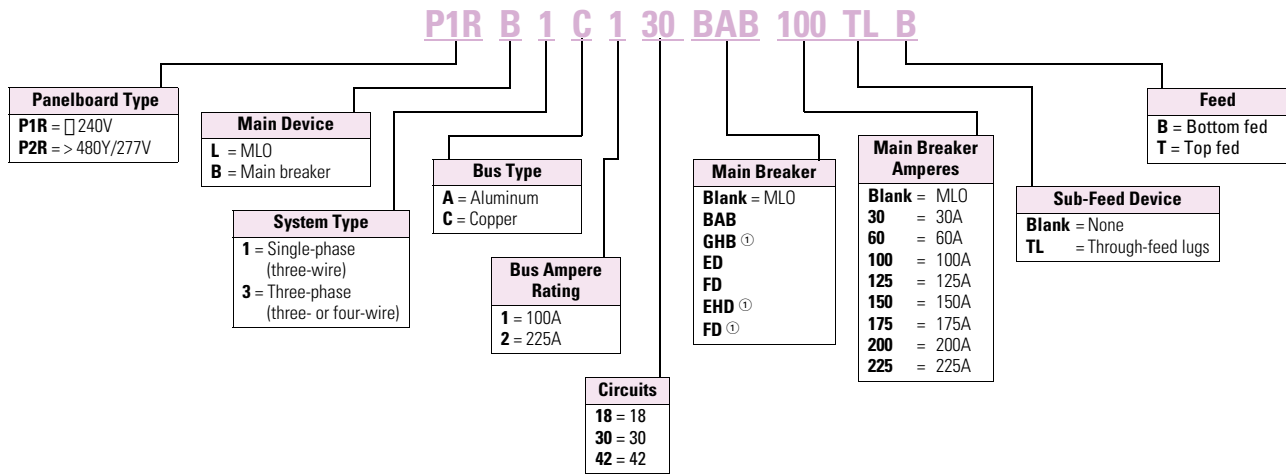 P1R B 1 C 1 30 BAB 100 TL B
Panelboard Type
P1R = 240V
P2R = > 480Y/277V
Main Device
L = MLO
B = Main breaker
System Type
1 = Single-phase
(three-wire)
3 = Three-phase
(three- or four-wire)
Bus Type
A = Aluminum
C = Copper
Bus Ampere
Rating
1 = 100A
2 = 225A
Circuits
18 = 18
30 = 30
42 = 42
Main Breaker
Blank = MLO
BAB
GHB ①
ED
FD
EHD ①
FD ①
Main Breaker
Amperes
Blank = MLO
30 = 30A
60 = 60A
100 = 100A
125 = 125A
150 = 150A
175 = 175A
200 = 200A
225 = 225A
Sub-Feed Device
Blank = None
TL = Through-feed lugs
Feed
B = Bottom fed
T = Top fed